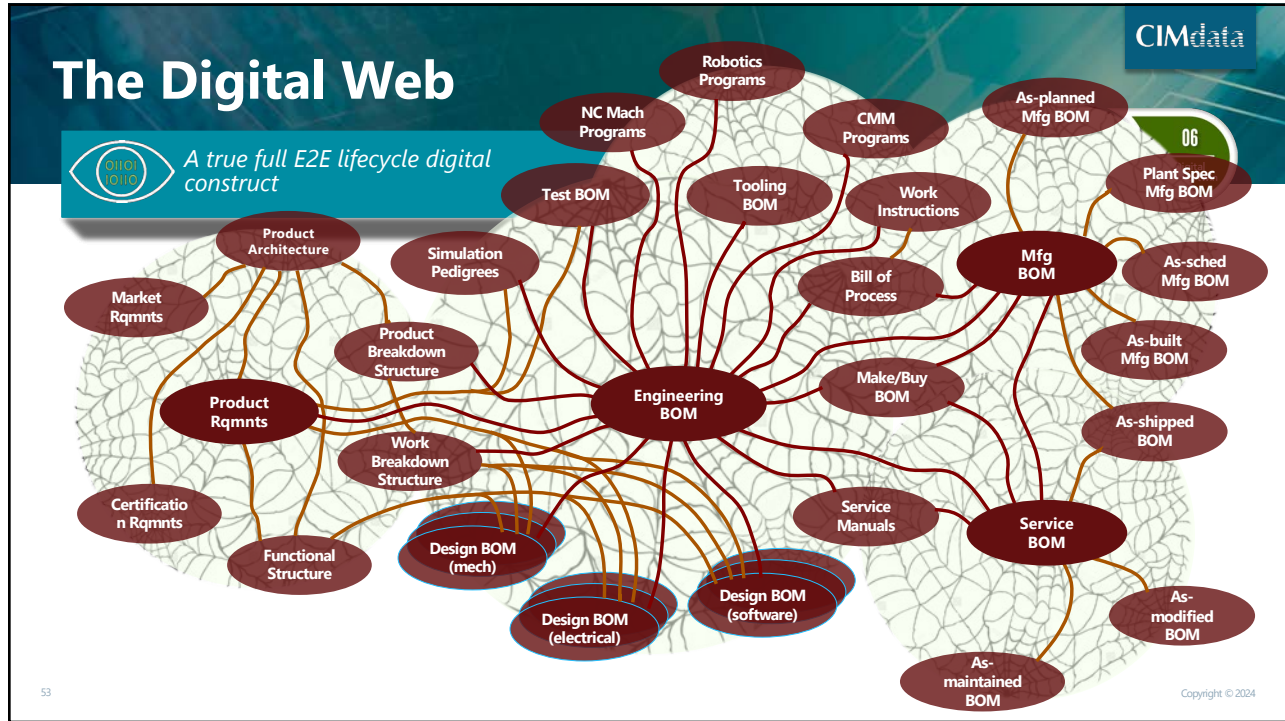 CIMdata
The Digital Web
A true full E2E lifecycle digital
construct
01101
10110
06
Robotics
Programs
NC Mach
Programs
CMM
Programs
As-planned
Mfg BOM
Plant Spec
Mfg BOM
Test BOM
Tooling
BOM
Work
Instructions
Product
Architecture
Simulation
Pedigrees
Mfg
BOM
As-sched
Mfg BOM
Bill of
Process
Market
Rqmnts
Product
Breakdown
Structure
As-built
Mfg BOM
Engineering
BOM
Make/Buy
BOM
Product
Rqmnts
As-shipped
BOM
Work
Breakdown
Structure
Certificatio
n Rqmnts
Service
Manuals
Service
BOM
Functional
Structure
Design BOM
(mech)
Design BOM
(electrical)
Design BOM
(software)
As-
modified
BOM
As-
maintained
BOM
53
Copyright © 2024